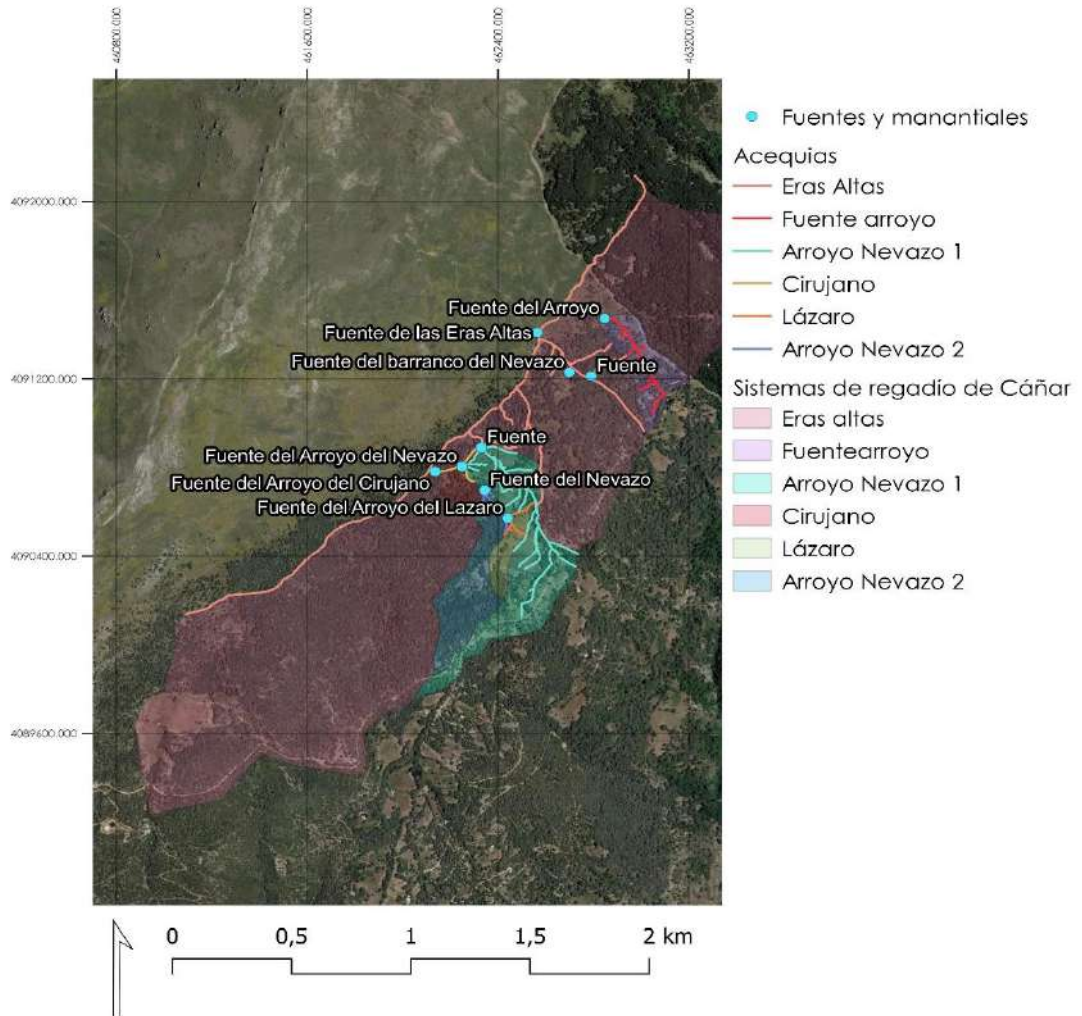 460800.000
461600.000
462400.000
463200.000
4092000.000
4091200.000
4090400.000
4089600.000
Fuente del Arroyo
Fuente de las Eras Altas
Fuente del barranco del Nevazo
Fuente
Fuente
Fuente del Arroyo del Nevazo
Fuente del Arroyo del Cirujano
Fuente del Nevazo
Fuente del Arroyo del Lazaro
Fuentes y manantiales
Acequias
Eras Altas
Fuente arroyo
Arroyo Nevazo 1
Cirujano
Lázaro
Arroyo Nevazo 2
Sistemas de regadío de Cáñar
Eras altas
Fuentearroyo
Arroyo Nevazo 1
Cirujano
Lázaro
Arroyo Nevazo 2
0 0,5 1 1,5 2 km